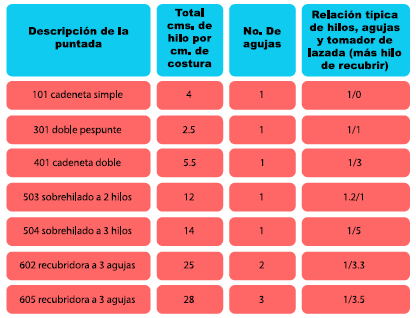 Descripción de la
puntada
Total
cms. de
hilo por
cm. de
costura
No. De
agujas
Relación típica
de hilos, agujas
y tomador de
lazada (más hilo
de recubrir)
101 cadeneta simple 4 1 1/0
301 doble pespunte 2.5 1 1/1
401 cadeneta doble 5.5 1 1/3
503 sobrehilado a 2 hilos 12 1 1.2/1
504 sobrehilado a 3 hilos 14 1 1/5
602 recubridora a 3 agujas 25 2 1/3.3
605 recubridora a 3 agujas 28 3 1/3.5